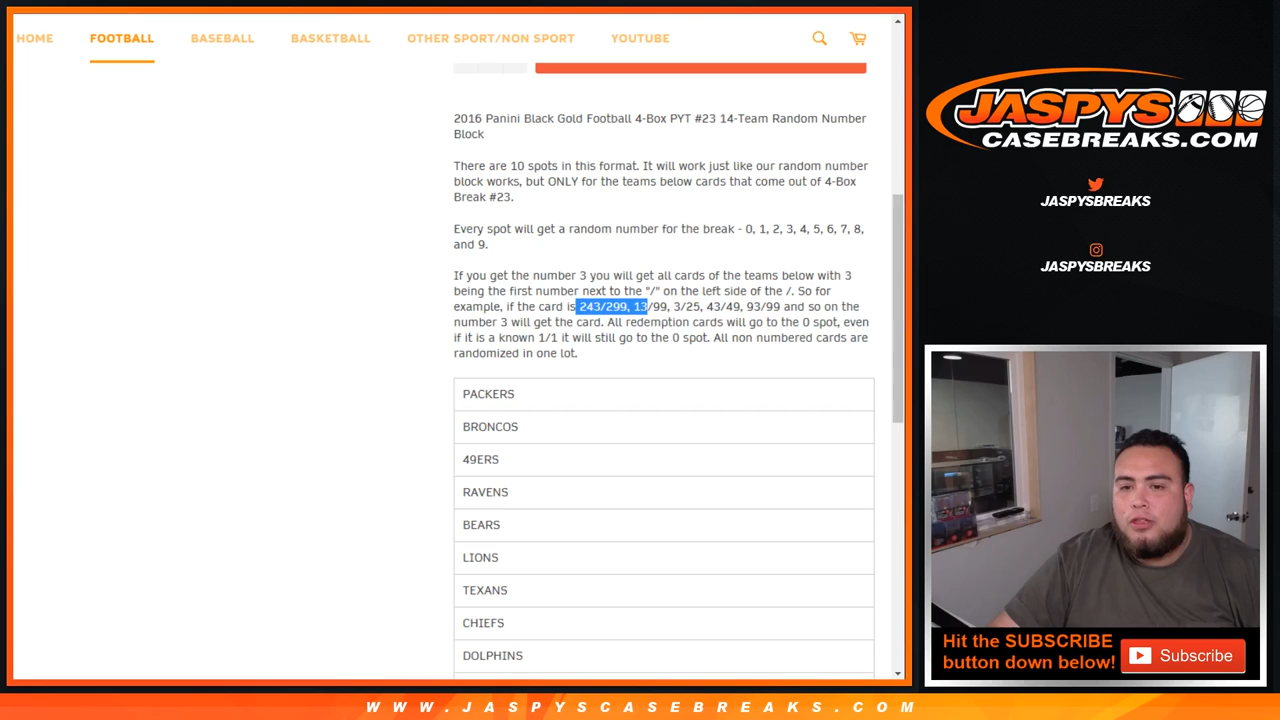 HOME FOOTBALL BASEBALL BASKETBALL OTHER SPORT/NON SPORT YOUTUBE
2016 Panini Black Gold Football 4-Box PYT #23 14-Team Random Number
Block
There are 10 spots in this format. It will work just like our random number
block works, but ONLY for the teams below cards that come out of 4-Box
Break #23.
Every spot will get a random number for the break - 0, 1, 2, 3, 4, 5, 6, 7, 8,
and 9.
If you get the number 3 you will get all cards of the teams below with 3
being the first number next to the "/" on the left side of the /. So for
example, if the card is 243/299, 13/99, 3/25, 43/49, 93/99 and so on the
number 3 will get the card. All redemption cards will go to the 0 spot, even
if it is a known 1/1 it will still go to the 0 spot. All non numbered cards are
randomized in one lot.
PACKERS
BRONCOS
49ERS
RAVENS
BEARS
LIONS
TEXANS
CHIEFS
DOLPHINS
JASPYS
CASEBREAKS.COM
JASPYSBREAKS
JASPYSBREAKS
Hit the SUBSCRIBE
button down below!
Subscribe
WWW.JASPYSCASEBREAKS.COM